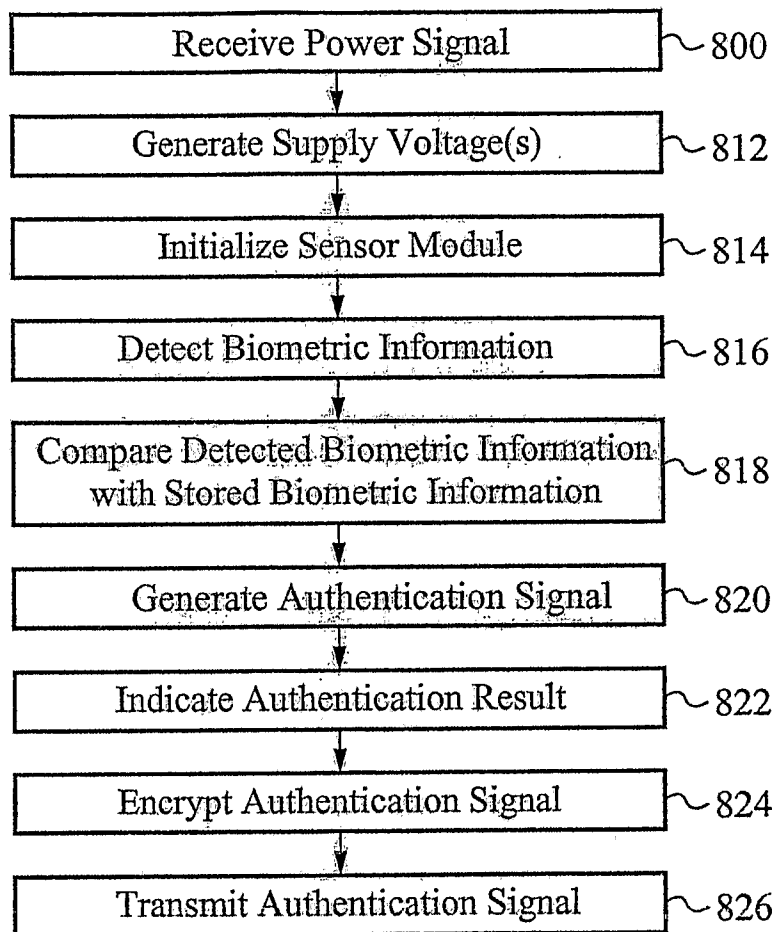 Receive Power Signal 800
Generate Supply Voltage(s) 812
Initialize Sensor Module 814
Detect Biometric Information 816
Compare Detected Biometric Information
with Stored Biometric Information 818
Generate Authentication Signal 820
Indicate Authentication Result 822
Encrypt Authentication Signal 824
Transmit Authentication Signal 826